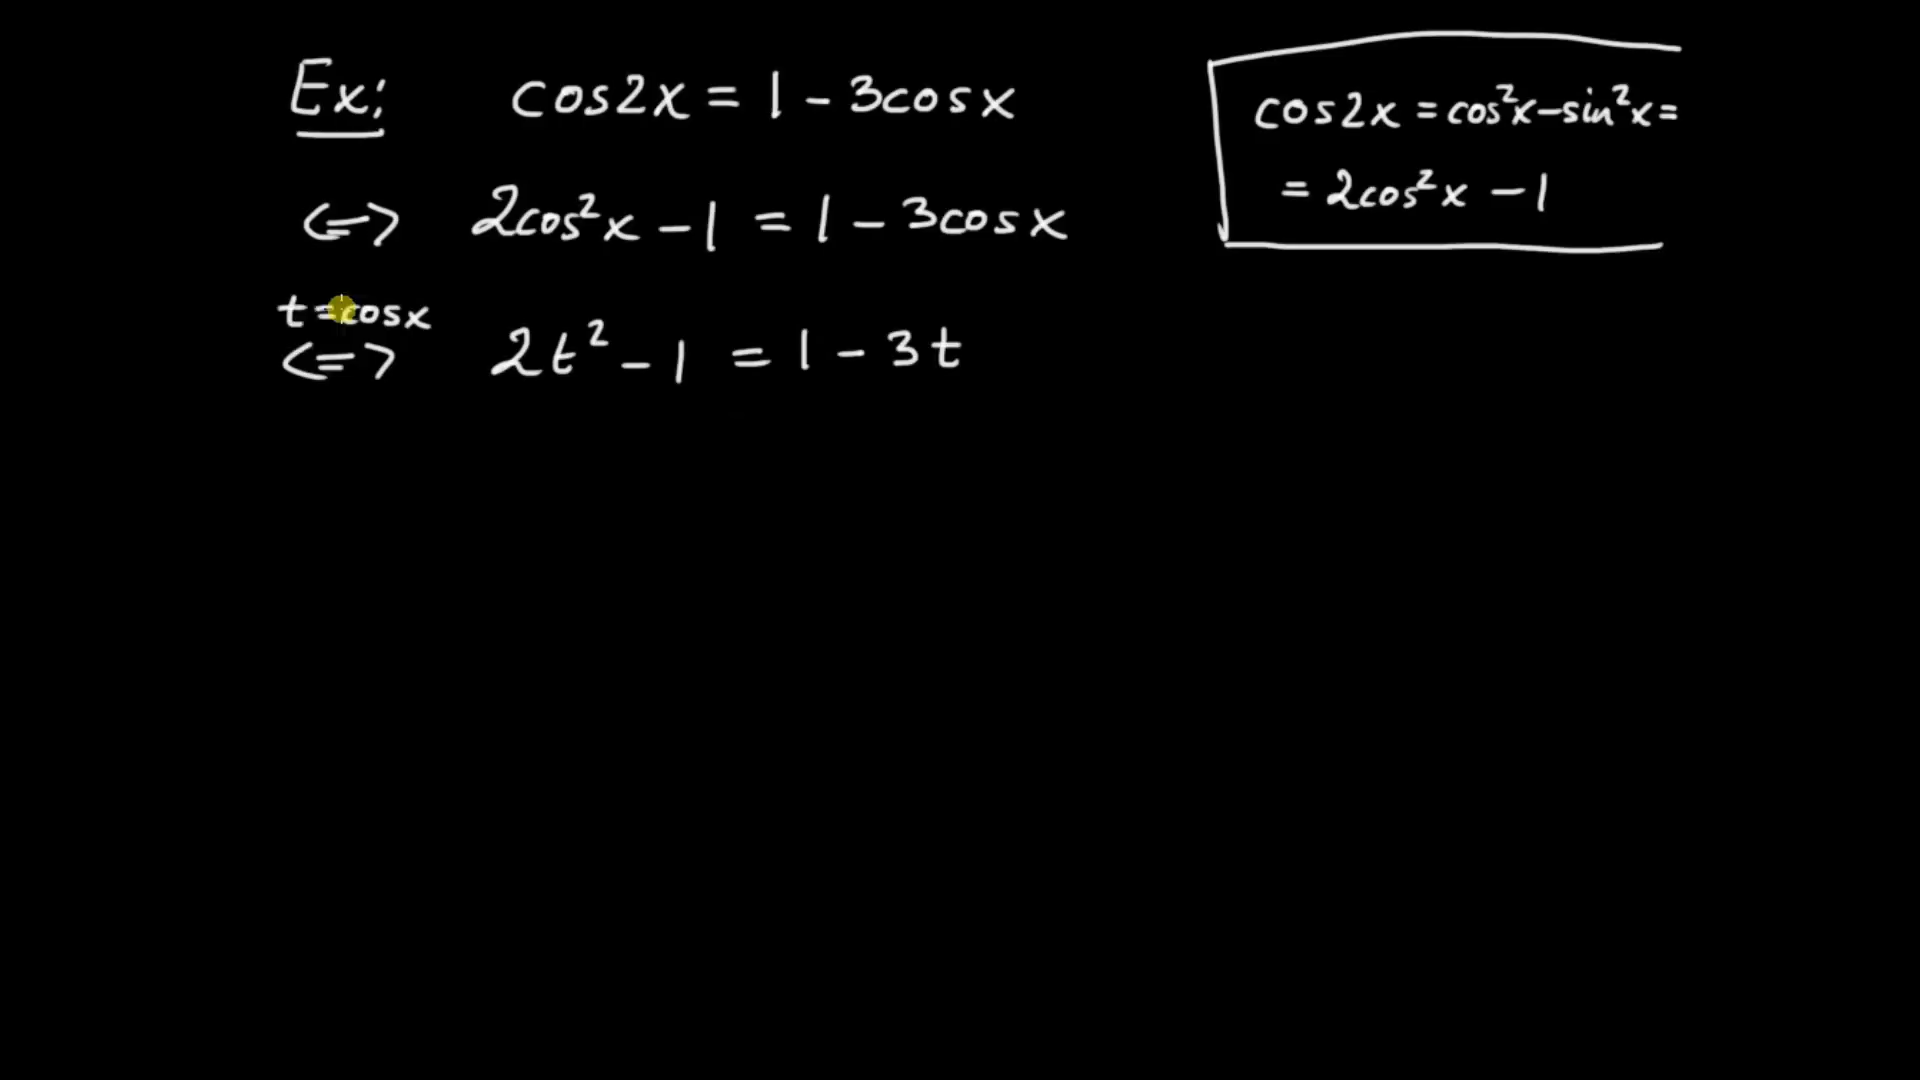 Ex: cos2x = 1 - 3cosx
<=> 2cos²x - 1 = 1 - 3cosx
t = cosx
<=> 2t² - 1 = 1 - 3t
cos2x = cos²x - sin²x =
= 2cos²x - 1